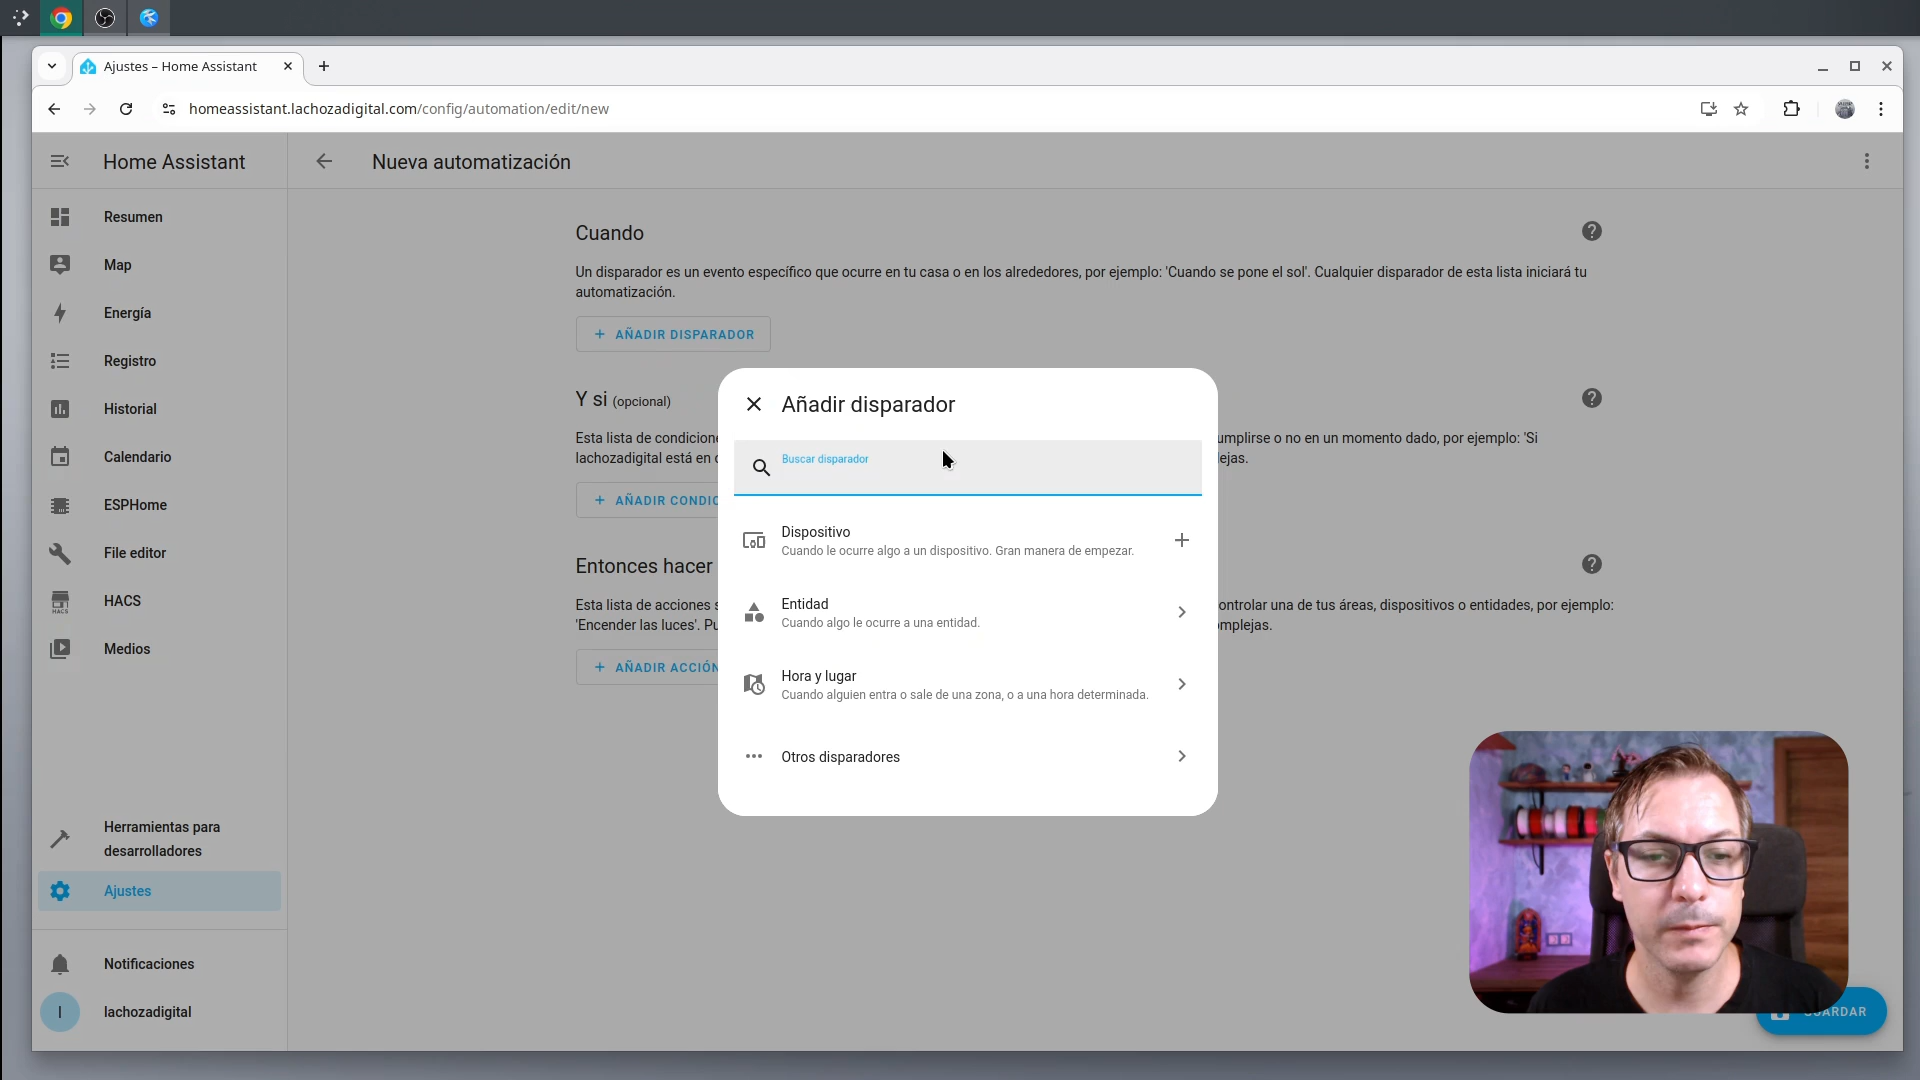 Ajustes – Home Assistant
homeassistant.lachozadigital.com/config/automation/edit/new
Home Assistant
Nueva automatización
Resumen
Map
Energía
Registro
Historial
Calendario
ESPHome
File editor
HACS
HACS
Medios
Herramientas para
desarrolladores
Ajustes
Notificaciones
l
lachozadigital
Cuando
Un disparador es un evento específico que ocurre en tu casa o en los alrededores, por ejemplo: 'Cuando se pone el sol'. Cualquier disparador de esta lista iniciará tu
automatización.
+ AÑADIR DISPARADOR
Y si (opcional)
Esta lista de condicione
umplirse o no en un momento dado, por ejemplo: 'Si
lachozadigital está en
lejas.
+ AÑADIR CONDIC
Entonces hacer
Esta lista de acciones s
ontrolar una de tus áreas, dispositivos o entidades, por ejemplo:
'Encender las luces'. Pu
mplejas.
+ AÑADIR ACCIÓN
Añadir disparador
Buscar disparador
Dispositivo
Cuando le ocurre algo a un dispositivo. Gran manera de empezar.
Entidad
Cuando algo le ocurre a una entidad.
Hora y lugar
Cuando alguien entra o sale de una zona, o a una hora determinada.
Otros disparadores
GUARDAR